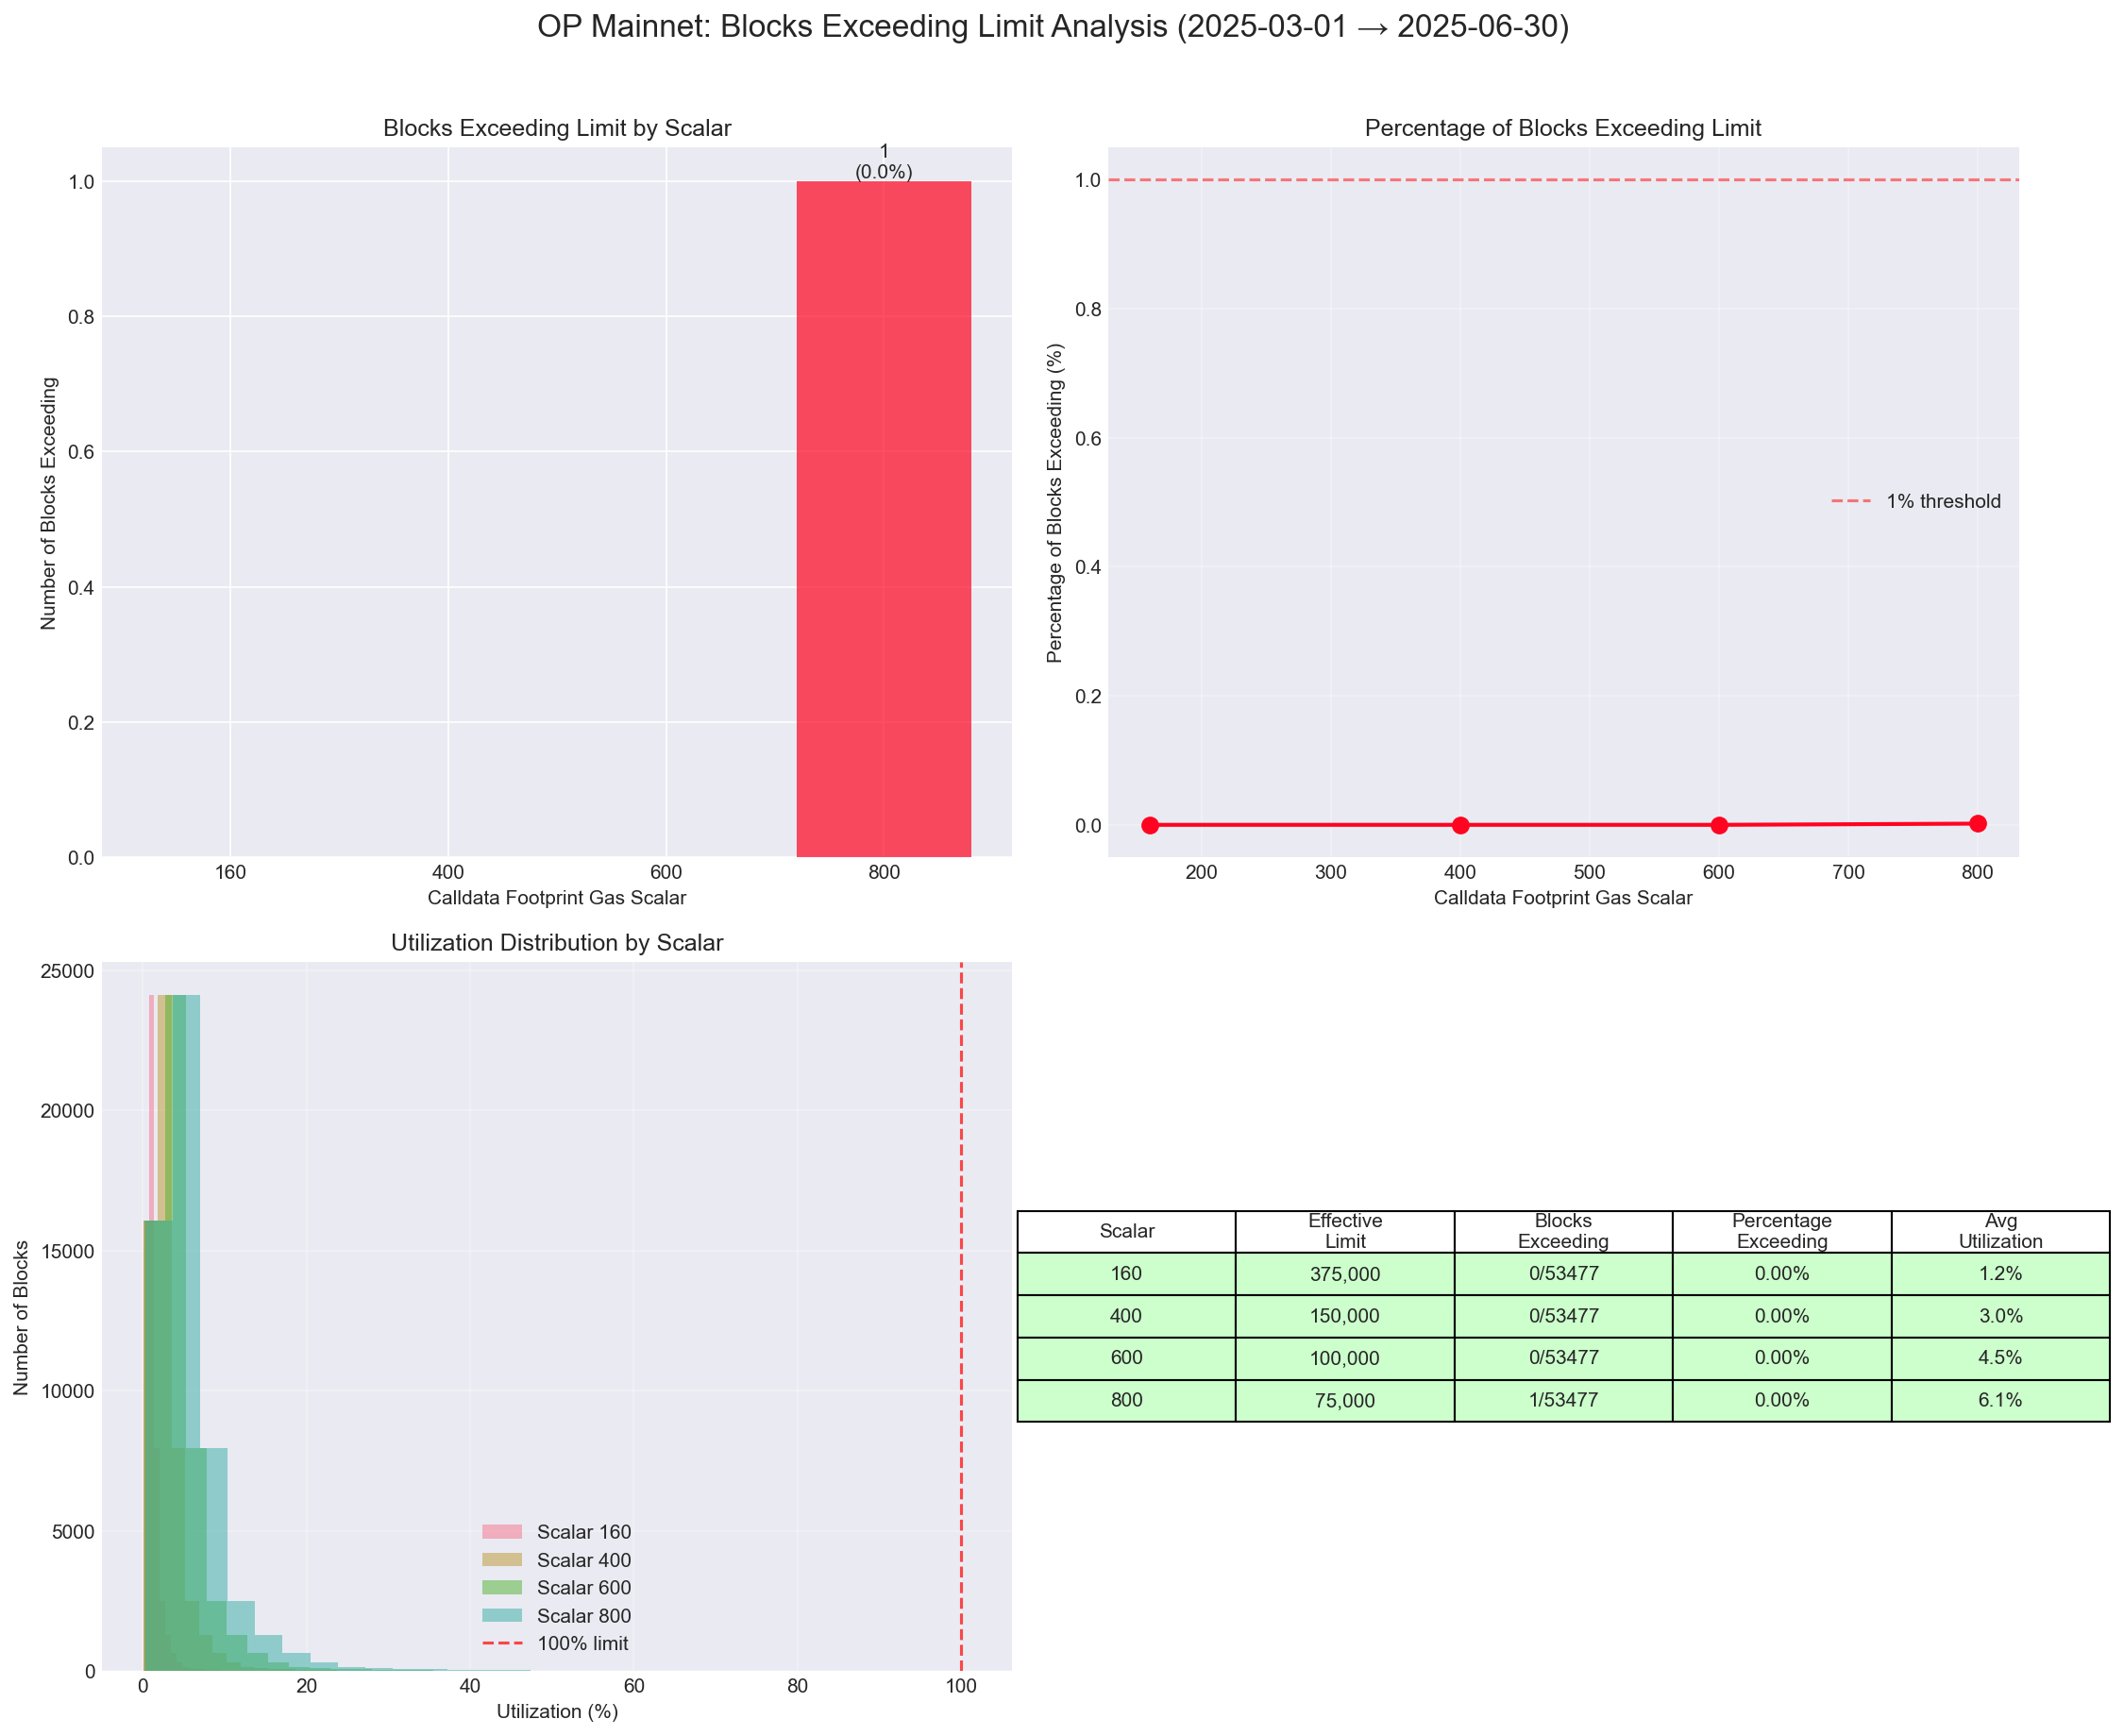 OP Mainnet: Blocks Exceeding Limit Analysis (2025-03-01 → 2025-06-30)
Blocks Exceeding Limit by Scalar
1
(0.0%)
1.0
0.8
0.6
0.4
0.2
0.0
Number of Blocks Exceeding
160 400 600 800
Calldata Footprint Gas Scalar
Percentage of Blocks Exceeding Limit
1.0
0.8
0.6
0.4
0.2
0.0
Percentage of Blocks Exceeding (%)
1% threshold
200 300 400 500 600 700 800
Calldata Footprint Gas Scalar
Utilization Distribution by Scalar
25000
20000
15000
10000
5000
0
Number of Blocks
Scalar 160
Scalar 400
Scalar 600
Scalar 800
100% limit
0 20 40 60 80 100
Utilization (%)
Scalar Effective Limit Blocks Exceeding Percentage Exceeding Avg Utilization
160 375,000 0/53477 0.00% 1.2%
400 150,000 0/53477 0.00% 3.0%
600 100,000 0/53477 0.00% 4.5%
800 75,000 1/53477 0.00% 6.1%